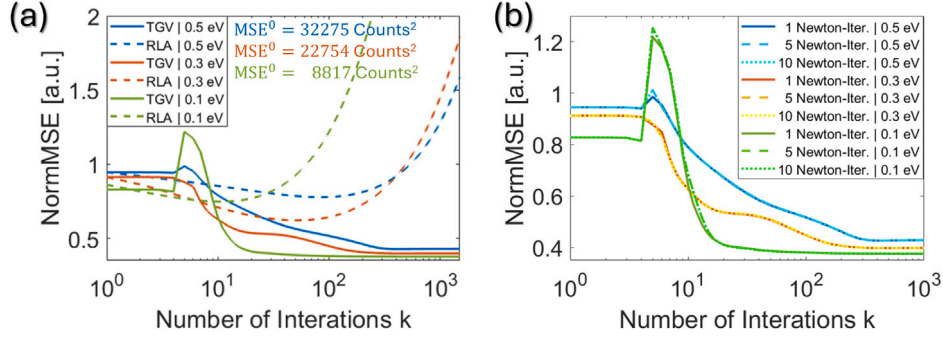 (a)
TGV | 0.5 eV
RLA | 0.5 eV
TGV | 0.3 eV
RLA | 0.3 eV
TGV | 0.1 eV
RLA | 0.1 eV
MSE⁰ = 32275 Counts²
MSE⁰ = 22754 Counts²
MSE⁰ = 8817 Counts²
NormMSE [a.u.]
2
1.5
1
0.5
10⁰
10¹
10²
10³
Number of Interations k
(b)
1 Newton-Iter. | 0.5 eV
5 Newton-Iter. | 0.5 eV
10 Newton-Iter. | 0.5 eV
1 Newton-Iter. | 0.3 eV
5 Newton-Iter. | 0.3 eV
10 Newton-Iter. | 0.3 eV
1 Newton-Iter. | 0.1 eV
5 Newton-Iter. | 0.1 eV
10 Newton-Iter. | 0.1 eV
NormMSE [a.u.]
1.2
1
0.8
0.6
0.4
10⁰
10¹
10²
10³
Number of Interations k